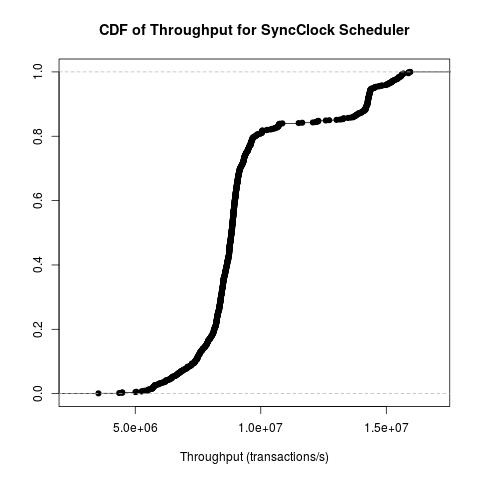 CDF of Throughput for SyncClock Scheduler
1.0
0.8
0.6
0.4
0.2
0.0
5.0e+06 1.0e+07 1.5e+07
Throughput (transactions/s)